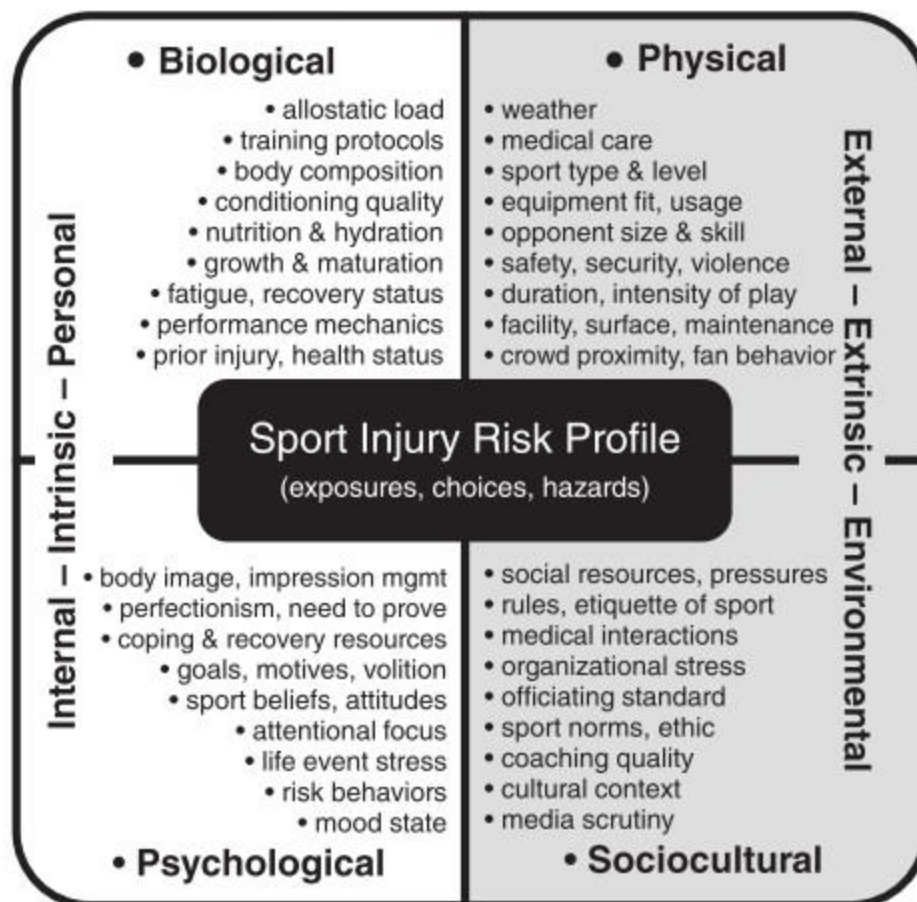 • Biological
• allostatic load
• training protocols
• body composition
• conditioning quality
• nutrition & hydration
• growth & maturation
• fatigue, recovery status
• performance mechanics
• prior injury, health status
• Physical
• weather
• medical care
• sport type & level
• equipment fit, usage
• opponent size & skill
• safety, security, violence
• duration, intensity of play
• facility, surface, maintenance
• crowd proximity, fan behavior
Internal – Intrinsic – Personal
Sport Injury Risk Profile
(exposures, choices, hazards)
External – Extrinsic – Environmental
• body image, impression mgmt
• perfectionism, need to prove
• coping & recovery resources
• goals, motives, volition
• sport beliefs, attitudes
• attentional focus
• life event stress
• risk behaviors
• mood state
• Psychological
• social resources, pressures
• rules, etiquette of sport
• medical interactions
• organizational stress
• officiating standard
• sport norms, ethic
• coaching quality
• cultural context
• media scrutiny
• Sociocultural